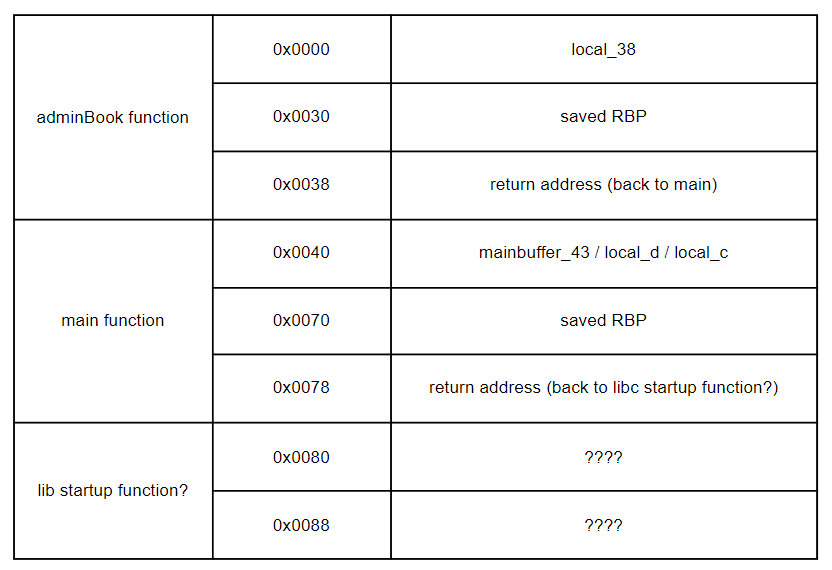 0x0000
local_38
adminBook function
0x0030
saved RBP
0x0038
return address (back to main)
0x0040
mainbuffer_43 / local_d / local_c
main function
0x0070
saved RBP
0x0078
return address (back to libc startup function?)
lib startup function?
0x0080
????
0x0088
????